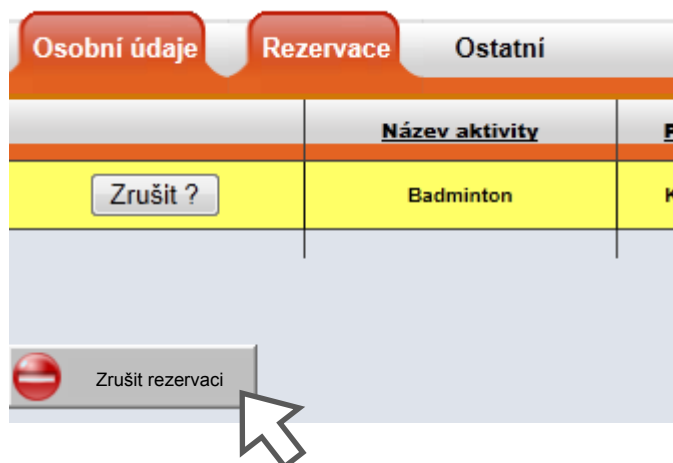 Osobní údaje Rezervace Ostatní
Název aktivity
Zrušit ? Badminton
Zrušit rezervaci